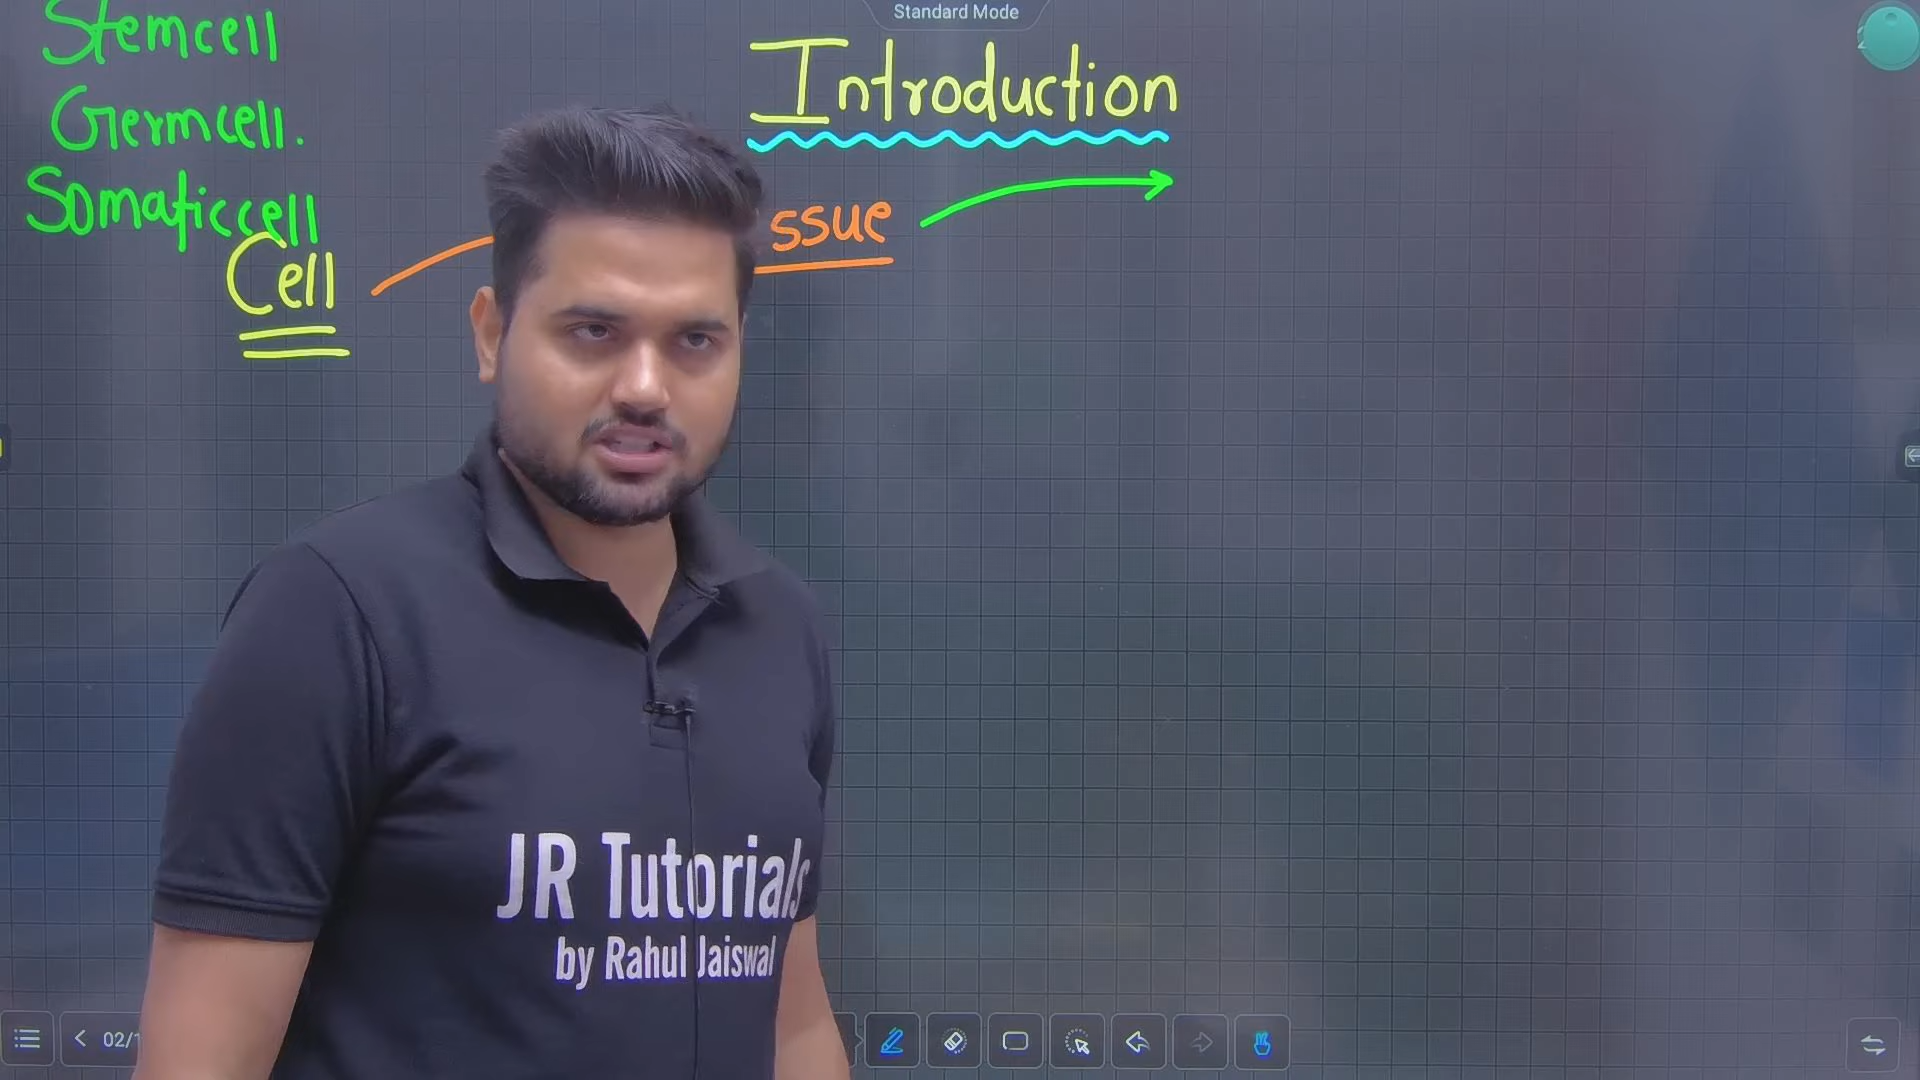 Standard Mode
Stemcell
Introduction
Germcell.
Somaticcell
ssue
Cell
JR Tutorials
by Rahul Jaiswal
02/1